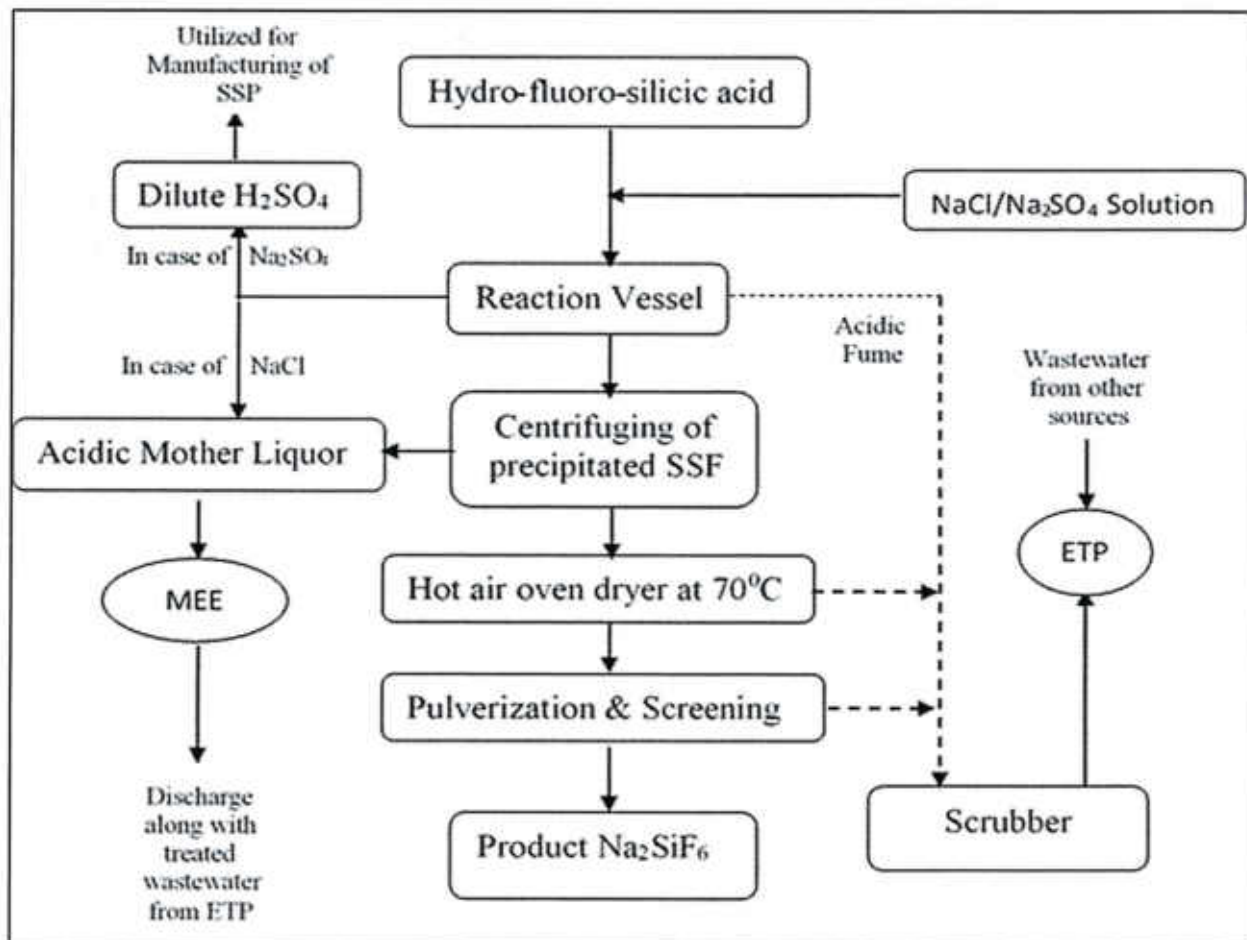 Utilized for
Manufacturing of
SSP
Hydro-fluoro-silicic acid
Dilute H₂SO₄
NaCl/Na₂SO₄ Solution
In case of Na₂SO₄
Reaction Vessel
Acidic
Fume
In case of NaCl
Wastewater
from other
sources
Acidic Mother Liquor
Centrifuging of
precipitated SSF
ETP
MEE
Hot air oven dryer at 70⁰C
Pulverization & Screening
Discharge
along with
treated
wastewater
from ETP
Product Na₂SiF₆
Scrubber